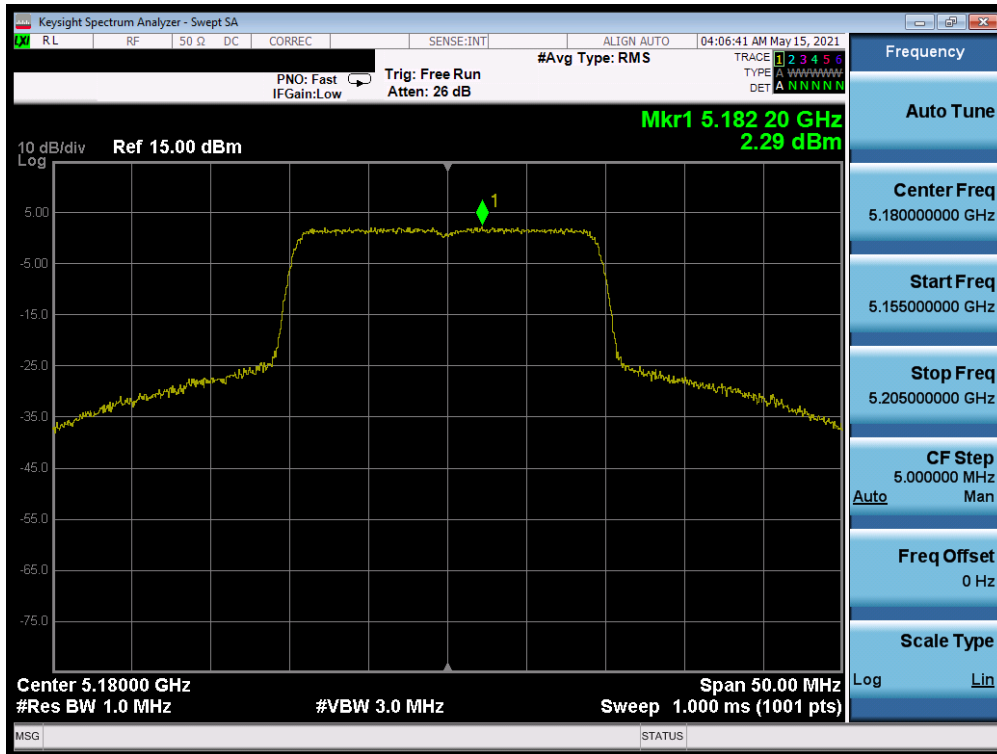 Keysight Spectrum Analyzer - Swept SA
LXI RL RF 50 Ω DC CORREC SENSE:INT ALIGN AUTO 04:06:41 AM May 15, 2021
#Avg Type: RMS
TRACE 1 2 3 4 5 6
TYPE A WWWWW
DET A N N N N N
PNO: Fast
IFGain:Low
Trig: Free Run
Atten: 26 dB
Mkr1 5.182 20 GHz
2.29 dBm
10 dB/div
Log
Ref 15.00 dBm
1
5.00
-5.00
-15.0
-25.0
-35.0
-45.0
-55.0
-65.0
-75.0
Center 5.18000 GHz
Span 50.00 MHz
#Res BW 1.0 MHz
#VBW 3.0 MHz
Sweep 1.000 ms (1001 pts)
MSG
STATUS
Frequency
Auto Tune
Center Freq
5.180000000 GHz
Start Freq
5.155000000 GHz
Stop Freq
5.205000000 GHz
CF Step
5.000000 MHz
Auto Man
Freq Offset
0 Hz
Scale Type
Log Lin